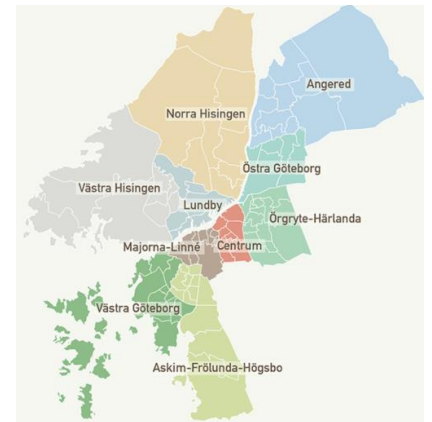 Angered
Norra Hisingen
Östra Göteborg
Västra Hisingen
Lundby
Örgryte-Härlanda
Majorna-Linné
Centrum
Västra Göteborg
Askim-Frölunda-Högsbo